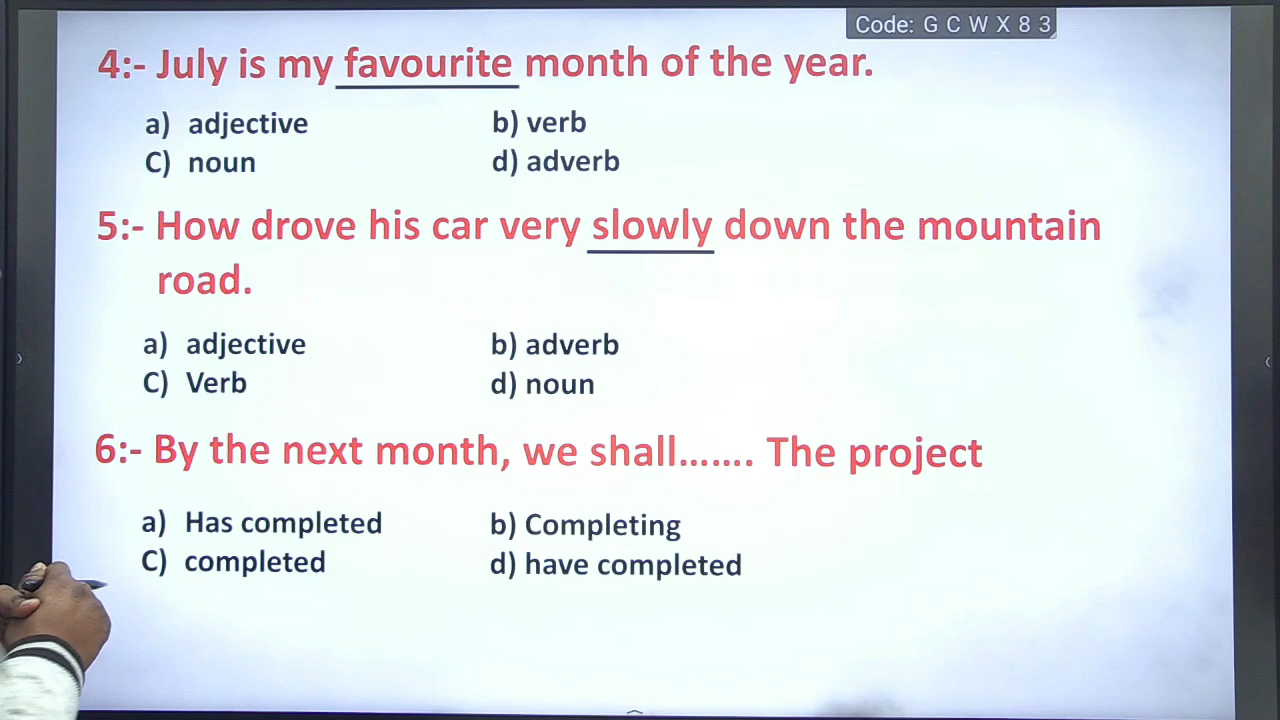 Code: G C W X 8 3
4:- July is my favourite month of the year.
a) adjective b) verb
C) noun d) adverb
5:- How drove his car very slowly down the mountain
road.
a) adjective b) adverb
C) Verb d) noun
6:- By the next month, we shall....... The project
a) Has completed b) Completing
C) completed d) have completed